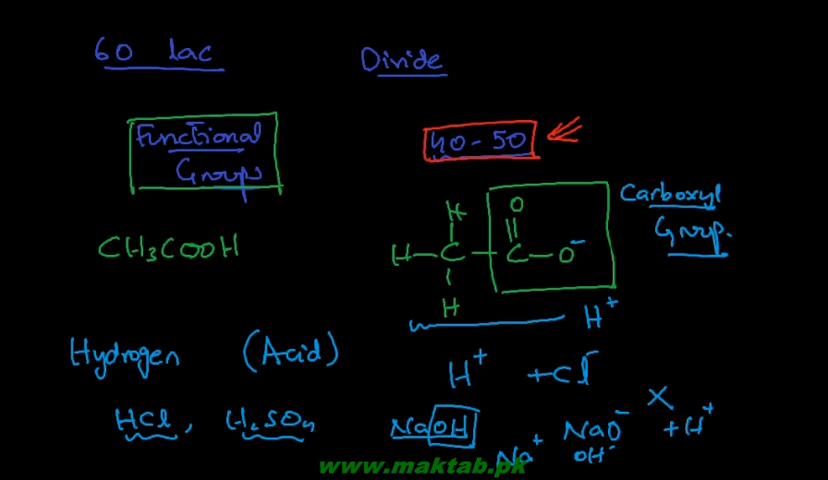 60 lac
Divide
Functional
Groups
40-50
Carboxyl
Group.
CH₃COOH
H
O
H-C-C-O⁻
H
H⁺
Hydrogen (Acid)
H⁺ + Cl⁻
HCl, H₂SO₄
NaOH
NaO⁻ + H⁺
X
Na⁺ OH⁻
www.maktab.pk